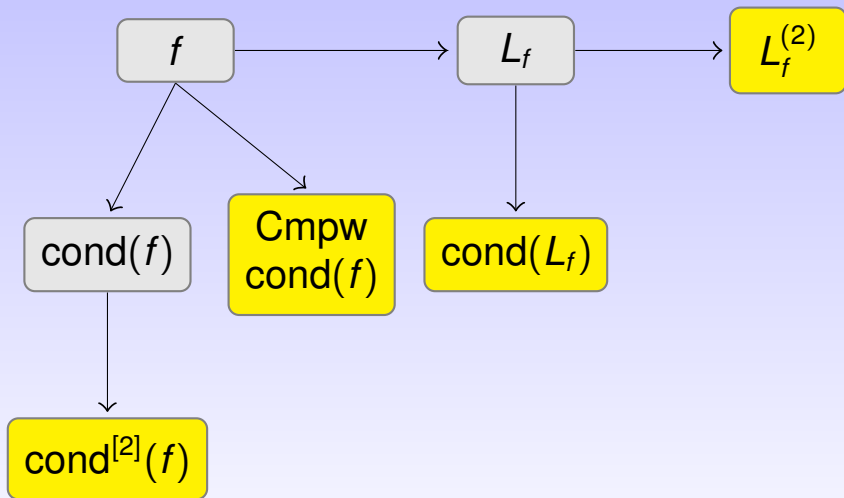 f
L_f
L_f^{(2)}
cond(f)
Cmpw
cond(f)
cond(L_f)
cond^{[2]}(f)